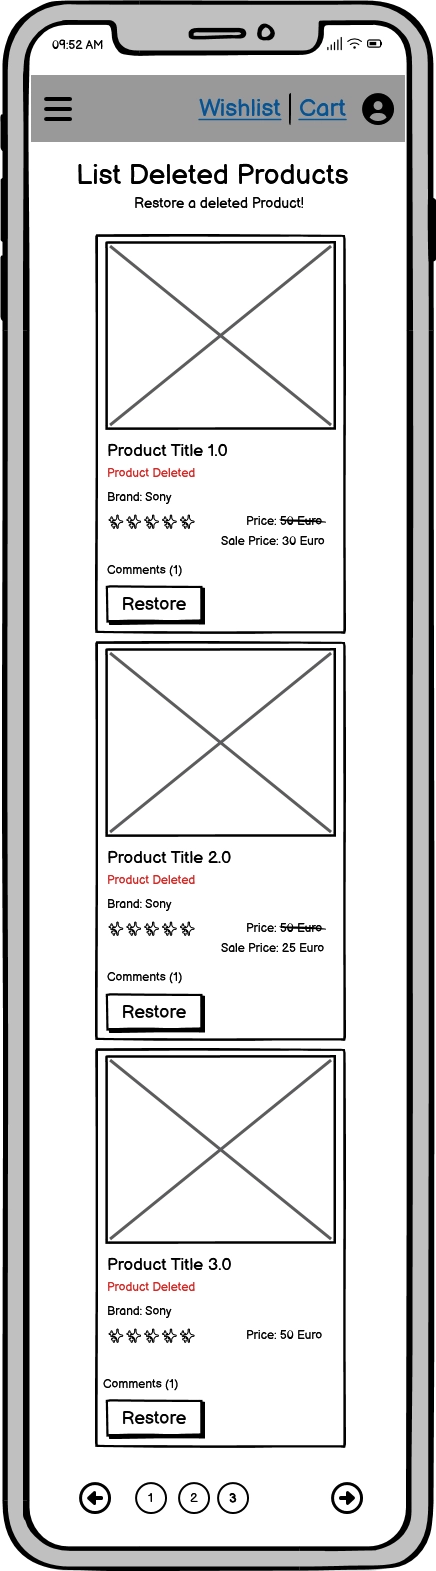 09:52 AM
Wishlist Cart
List Deleted Products
Restore a deleted Product!
Product Title 1.0
Product Deleted
Brand: Sony
Price: 50 Euro
Sale Price: 30 Euro
Comments (1)
Restore
Product Title 2.0
Product Deleted
Brand: Sony
Price: 50 Euro
Sale Price: 25 Euro
Comments (1)
Restore
Product Title 3.0
Product Deleted
Brand: Sony
Price: 50 Euro
Comments (1)
Restore
1 2 3